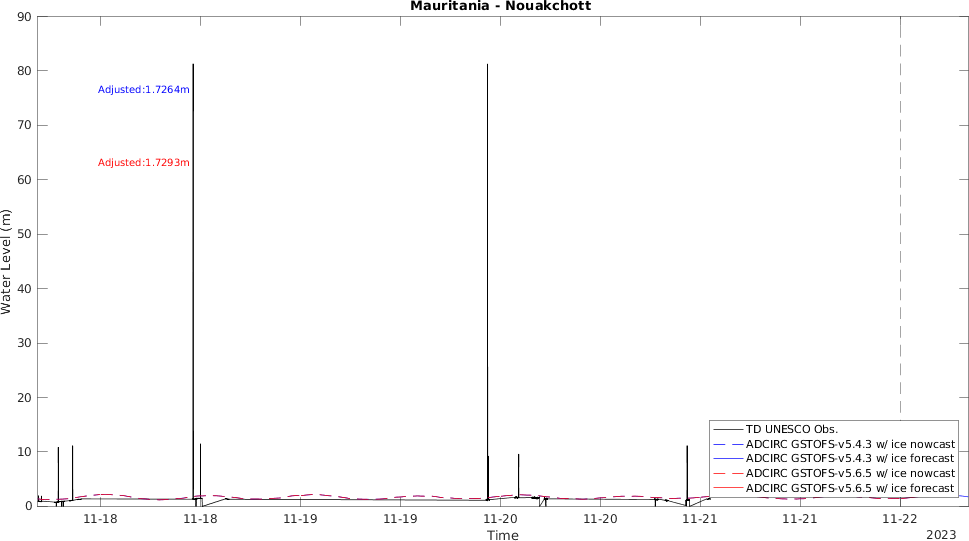 Mauritania - Nouakchott
90
80
70
60
50
40
30
20
10
0
Water Level (m)
Adjusted:1.7264m
Adjusted:1.7293m
TD UNESCO Obs.
ADCIRC GSTOFS-v5.4.3 w/ ice nowcast
ADCIRC GSTOFS-v5.4.3 w/ ice forecast
ADCIRC GSTOFS-v5.6.5 w/ ice nowcast
ADCIRC GSTOFS-v5.6.5 w/ ice forecast
11-18 11-18 11-19 11-19 11-20 11-20 11-21 11-21 11-22
Time
2023